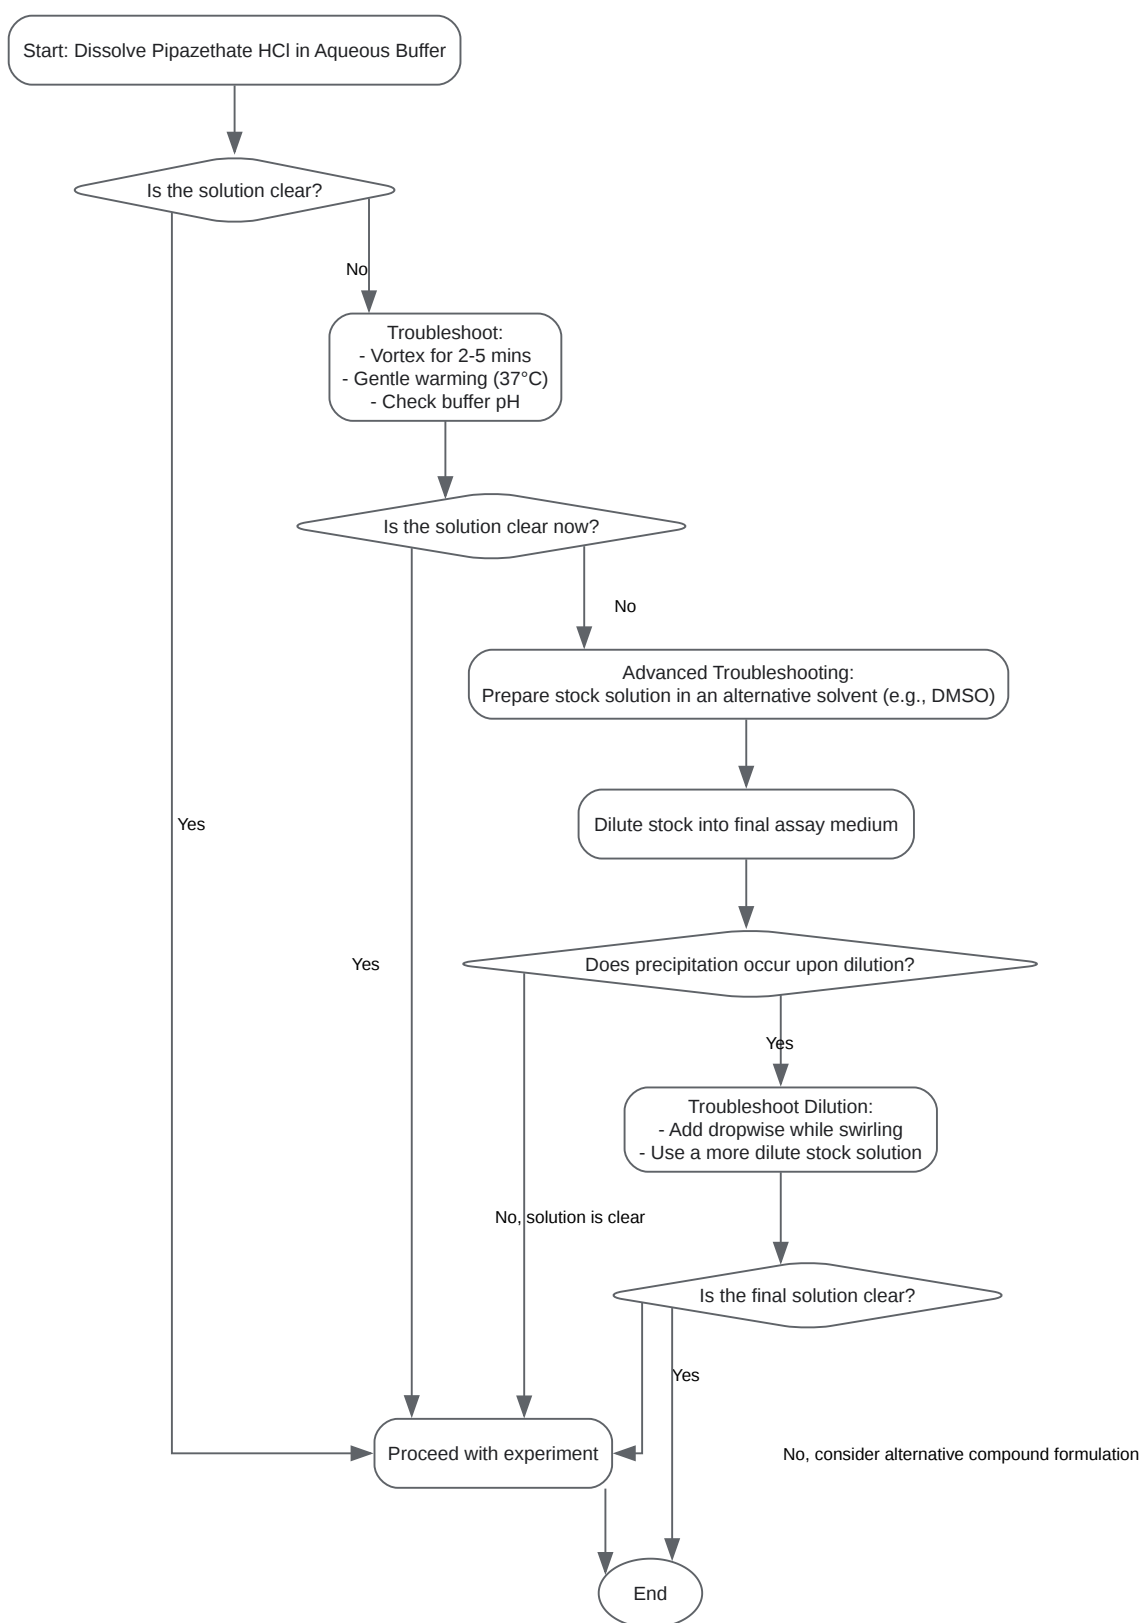 Start: Dissolve Pipazethate HCl in Aqueous Buffer
Is the solution clear?
No
Troubleshoot:
- Vortex for 2-5 mins
- Gentle warming (37°C)
- Check buffer pH
Is the solution clear now?
No
Advanced Troubleshooting:
Prepare stock solution in an alternative solvent (e.g., DMSO)
Yes
Dilute stock into final assay medium
Yes
Does precipitation occur upon dilution?
Yes
Troubleshoot Dilution:
- Add dropwise while swirling
- Use a more dilute stock solution
No, solution is clear
Is the final solution clear?
Yes
Proceed with experiment
No, consider alternative compound formulation
End